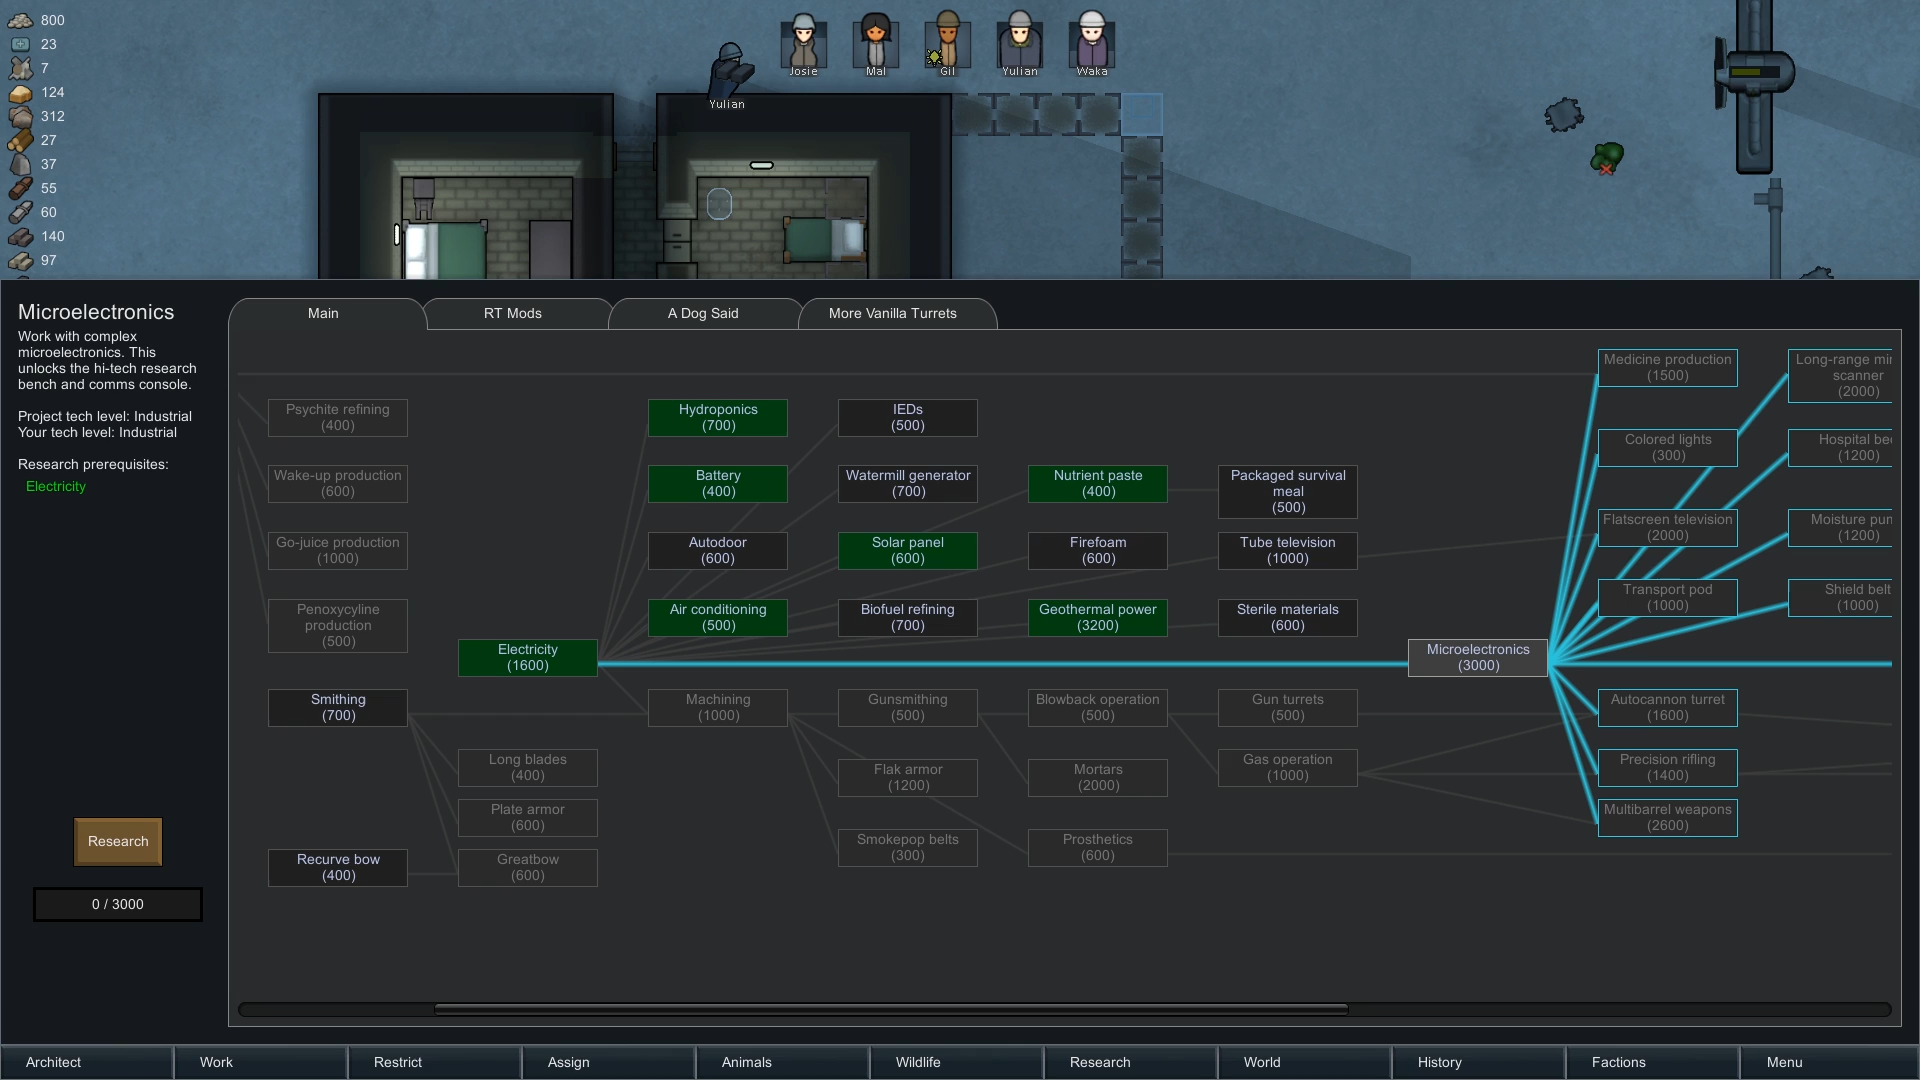 800
23
7
124
312
27
37
55
60
140
97
Josie
Mal
Gil
Yulian
Waka
Yulian
Microelectronics
Work with complex
microelectronics. This
unlocks the hi-tech research
bench and comms console.
Project tech level: Industrial
Your tech level: Industrial
Research prerequisites:
Electricity
Research
0 / 3000
Main
RT Mods
A Dog Said
More Vanilla Turrets
Psychite refining
(400)
Wake-up production
(600)
Go-juice production
(1000)
Penoxycyline
production
(500)
Smithing
(700)
Recurve bow
(400)
Electricity
(1600)
Long blades
(400)
Plate armor
(600)
Greatbow
(600)
Hydroponics
(700)
Battery
(400)
Autodoor
(600)
Air conditioning
(500)
Machining
(1000)
IEDs
(500)
Watermill generator
(700)
Solar panel
(600)
Biofuel refining
(700)
Gunsmithing
(500)
Flak armor
(1200)
Smokepop belts
(300)
Nutrient paste
(400)
Firefoam
(600)
Geothermal power
(3200)
Blowback operation
(500)
Mortars
(2000)
Prosthetics
(600)
Packaged survival
meal
(500)
Tube television
(1000)
Sterile materials
(600)
Gun turrets
(500)
Gas operation
(1000)
Microelectronics
(3000)
Medicine production
(1500)
Colored lights
(300)
Flatscreen television
(2000)
Transport pod
(1000)
Autocannon turret
(1600)
Precision rifling
(1400)
Multibarrel weapons
(2600)
Long-range min
scanner
(2000)
Hospital bed
(1200)
Moisture pum
(1200)
Shield belt
(1000)
Architect
Work
Restrict
Assign
Animals
Wildlife
Research
World
History
Factions
Menu